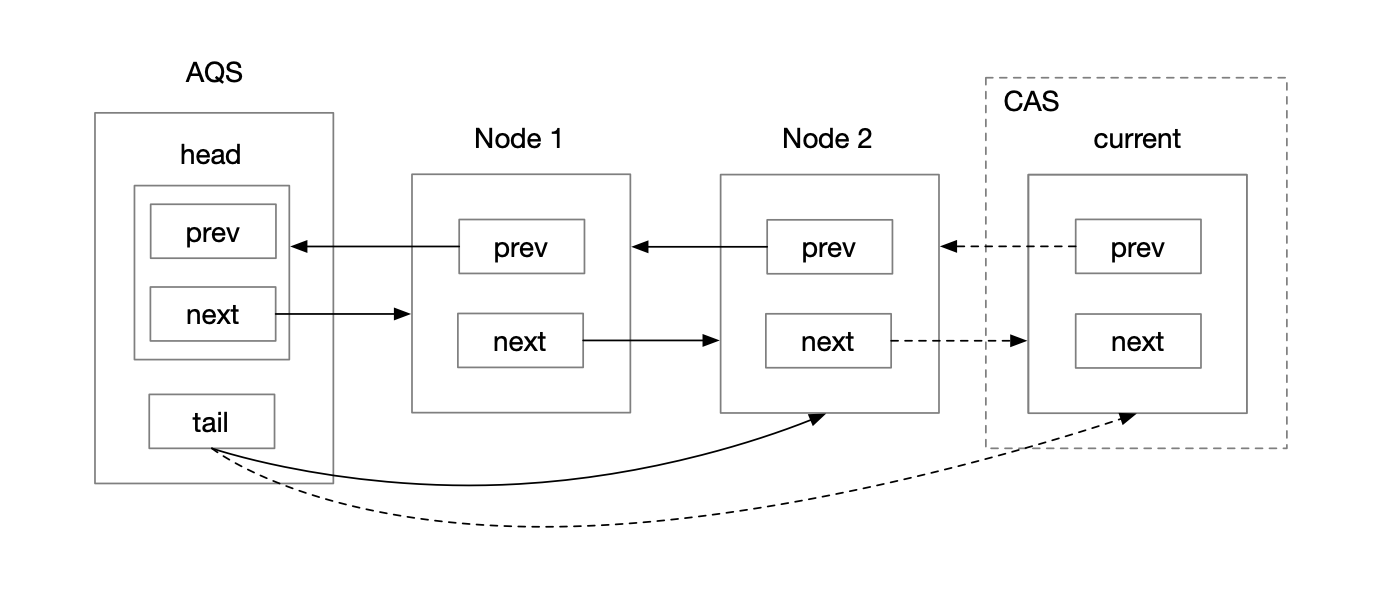 AQS
head
prev
next
tail
Node 1
prev
next
Node 2
prev
next
CAS
current
prev
next